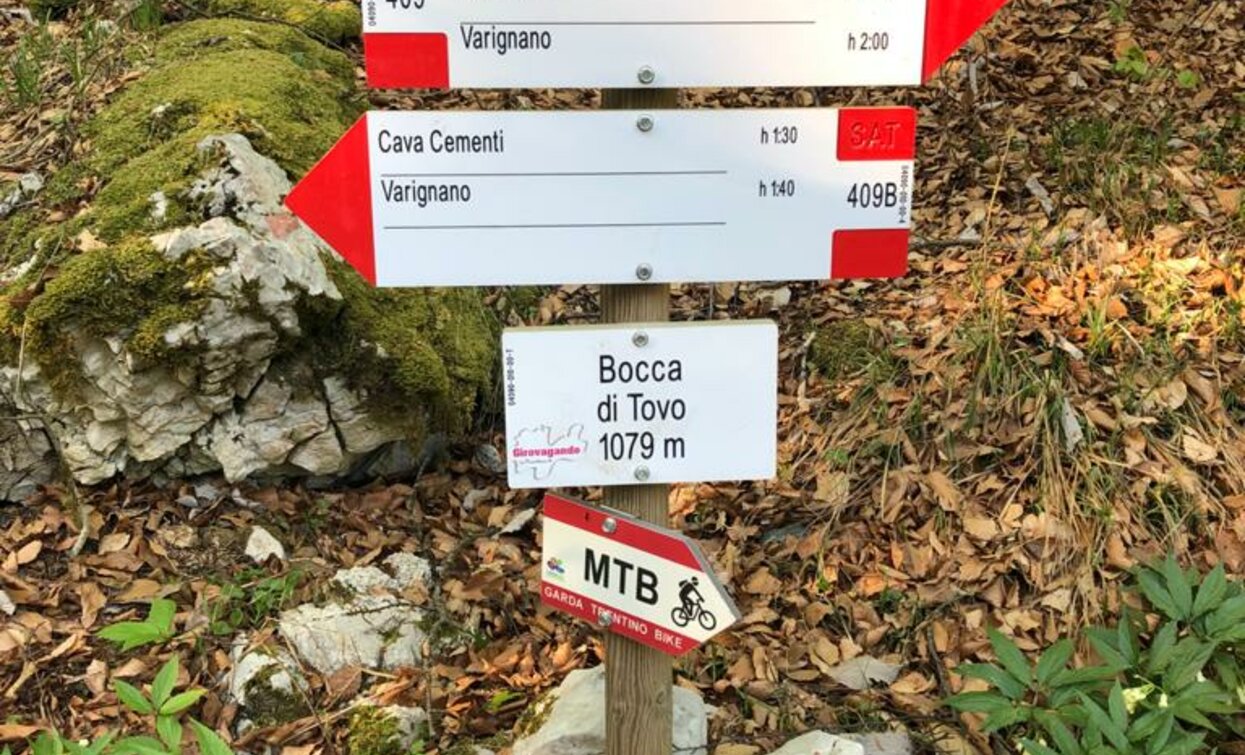 409
Varignano h 2:00
Cava Cementi h 1:30 SAT
Varignano h 1:40 409B
Bocca
di Tovo
1079 m
Girovagando
MTB
GARDA TRENTINO BIKE